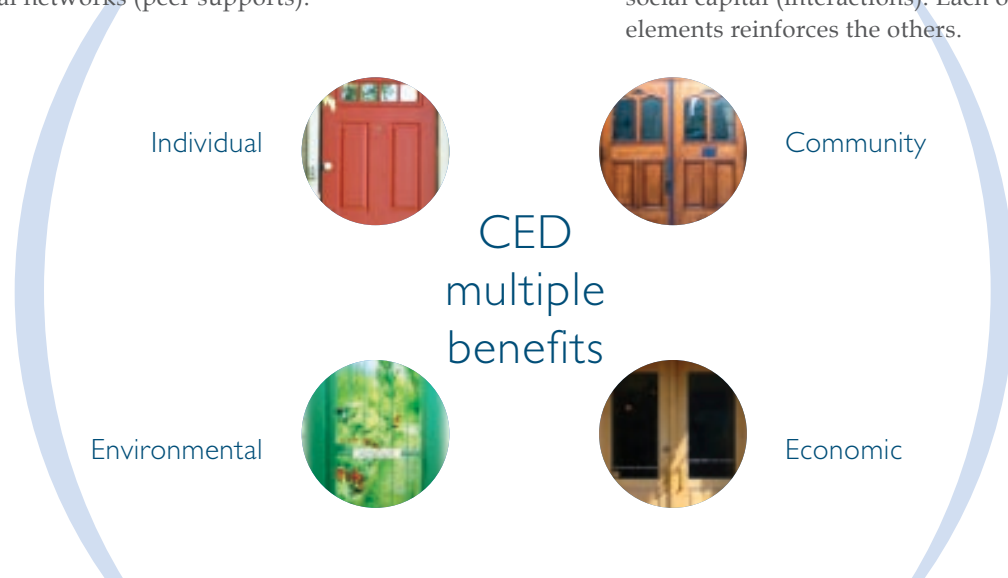 networks (peer supports).
social capital (interactions). Each
elements reinforces the others.
Individual
Community
CED
multiple
benefits
Environmental
Economic